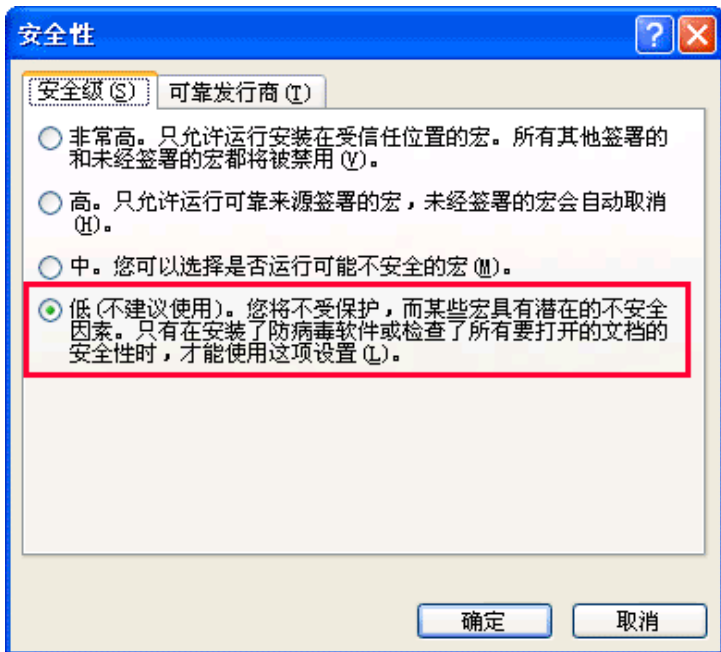 安全性
安全级(S)
可靠发行商(T)
非常高。只允许运行安装在受信任位置的宏。所有其他签署的
和未经签署的宏都将被禁用(V)。
高。只允许运行可靠来源签署的宏，未经签署的宏会自动取消
(H)。
中。您可以选择是否运行可能不安全的宏(M)。
低(不建议使用)。您将不受保护，而某些宏具有潜在的不安全
因素。只有在安装了防病毒软件或检查了所有要打开的文档的
安全性时，才能使用这项设置(L)。
确定
取消